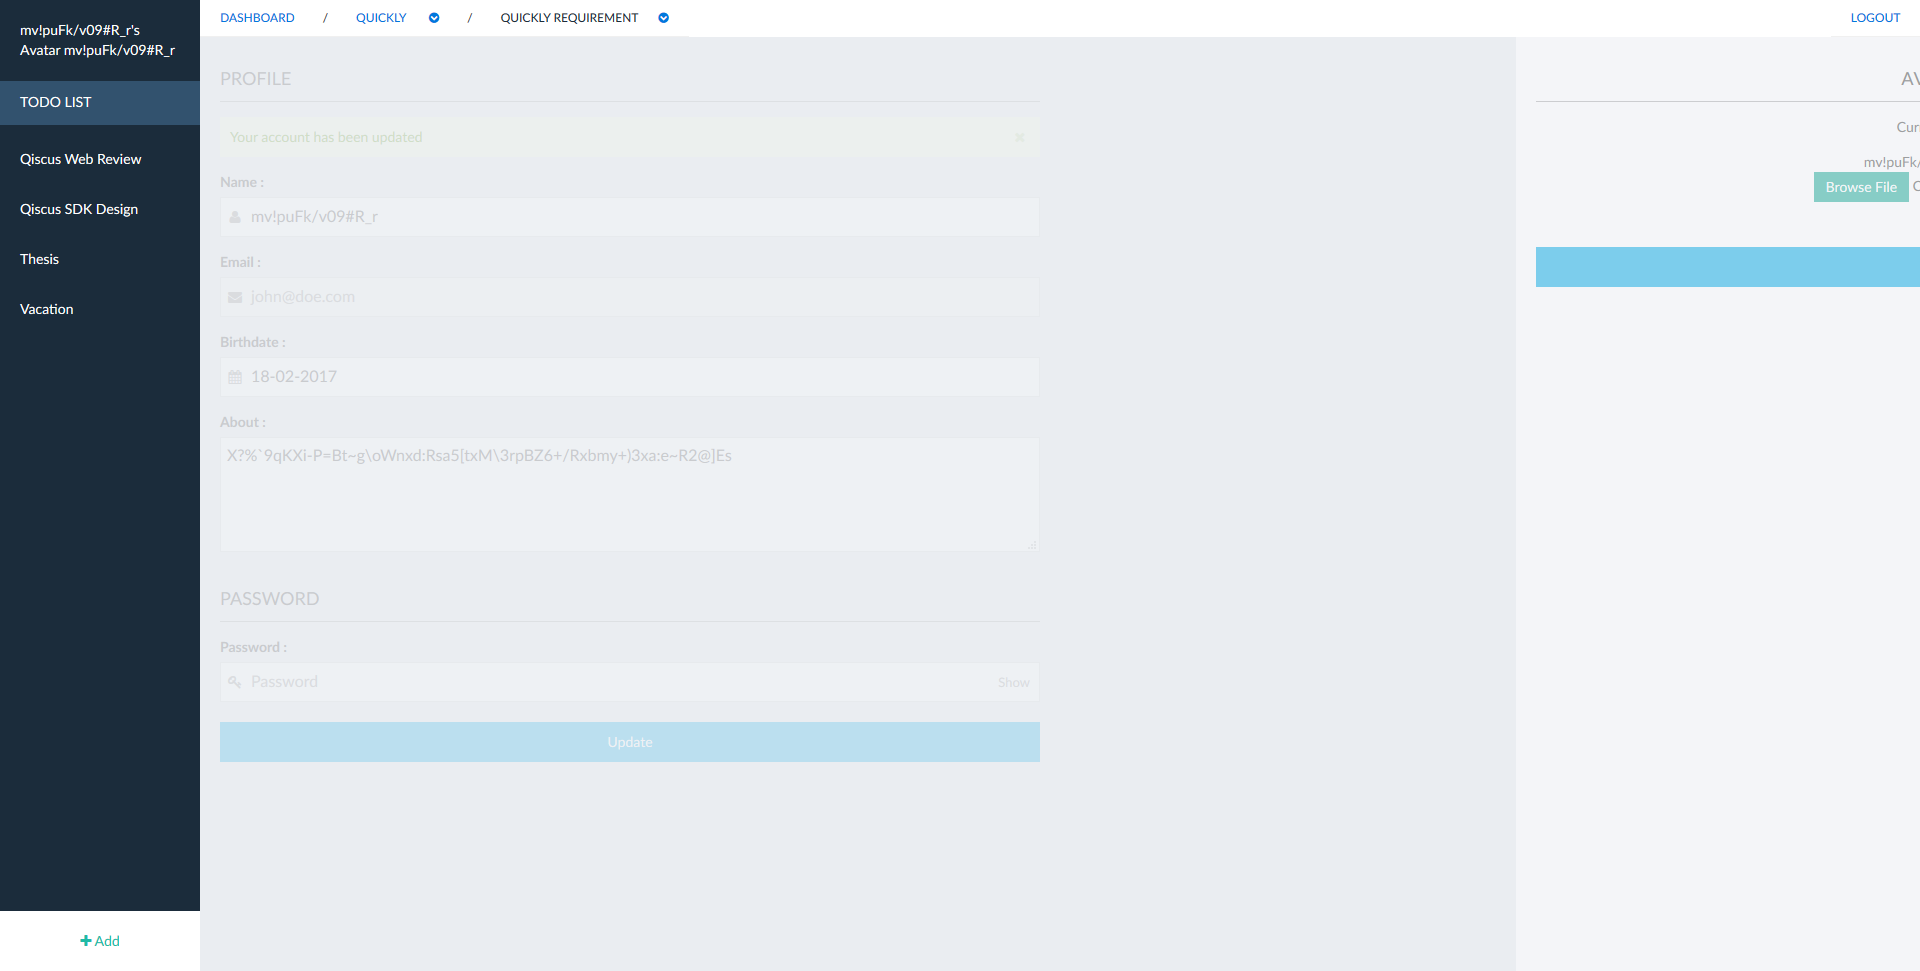 mv!puFk/v09#R_r's
Avatar mv!puFk/v09#R_r
TODO LIST
Qiscus Web Review
Qiscus SDK Design
Thesis
Vacation
Add
DASHBOARD / QUICKLY / QUICKLY REQUIREMENT
LOGOUT
PROFILE
Your account has been updated
Name :
mv!puFk/v09#R_r
Email :
john@doe.com
Birthdate :
18-02-2017
About :
X?%`9qKXi-P=Bt~g\oWnxd:Rsa5[txM\3rpBZ6+/Rxbmy+)3xa:e~R2@]Es
PASSWORD
Password :
Password Show
Update
AV
Curr
mv!puFk/
Browse File